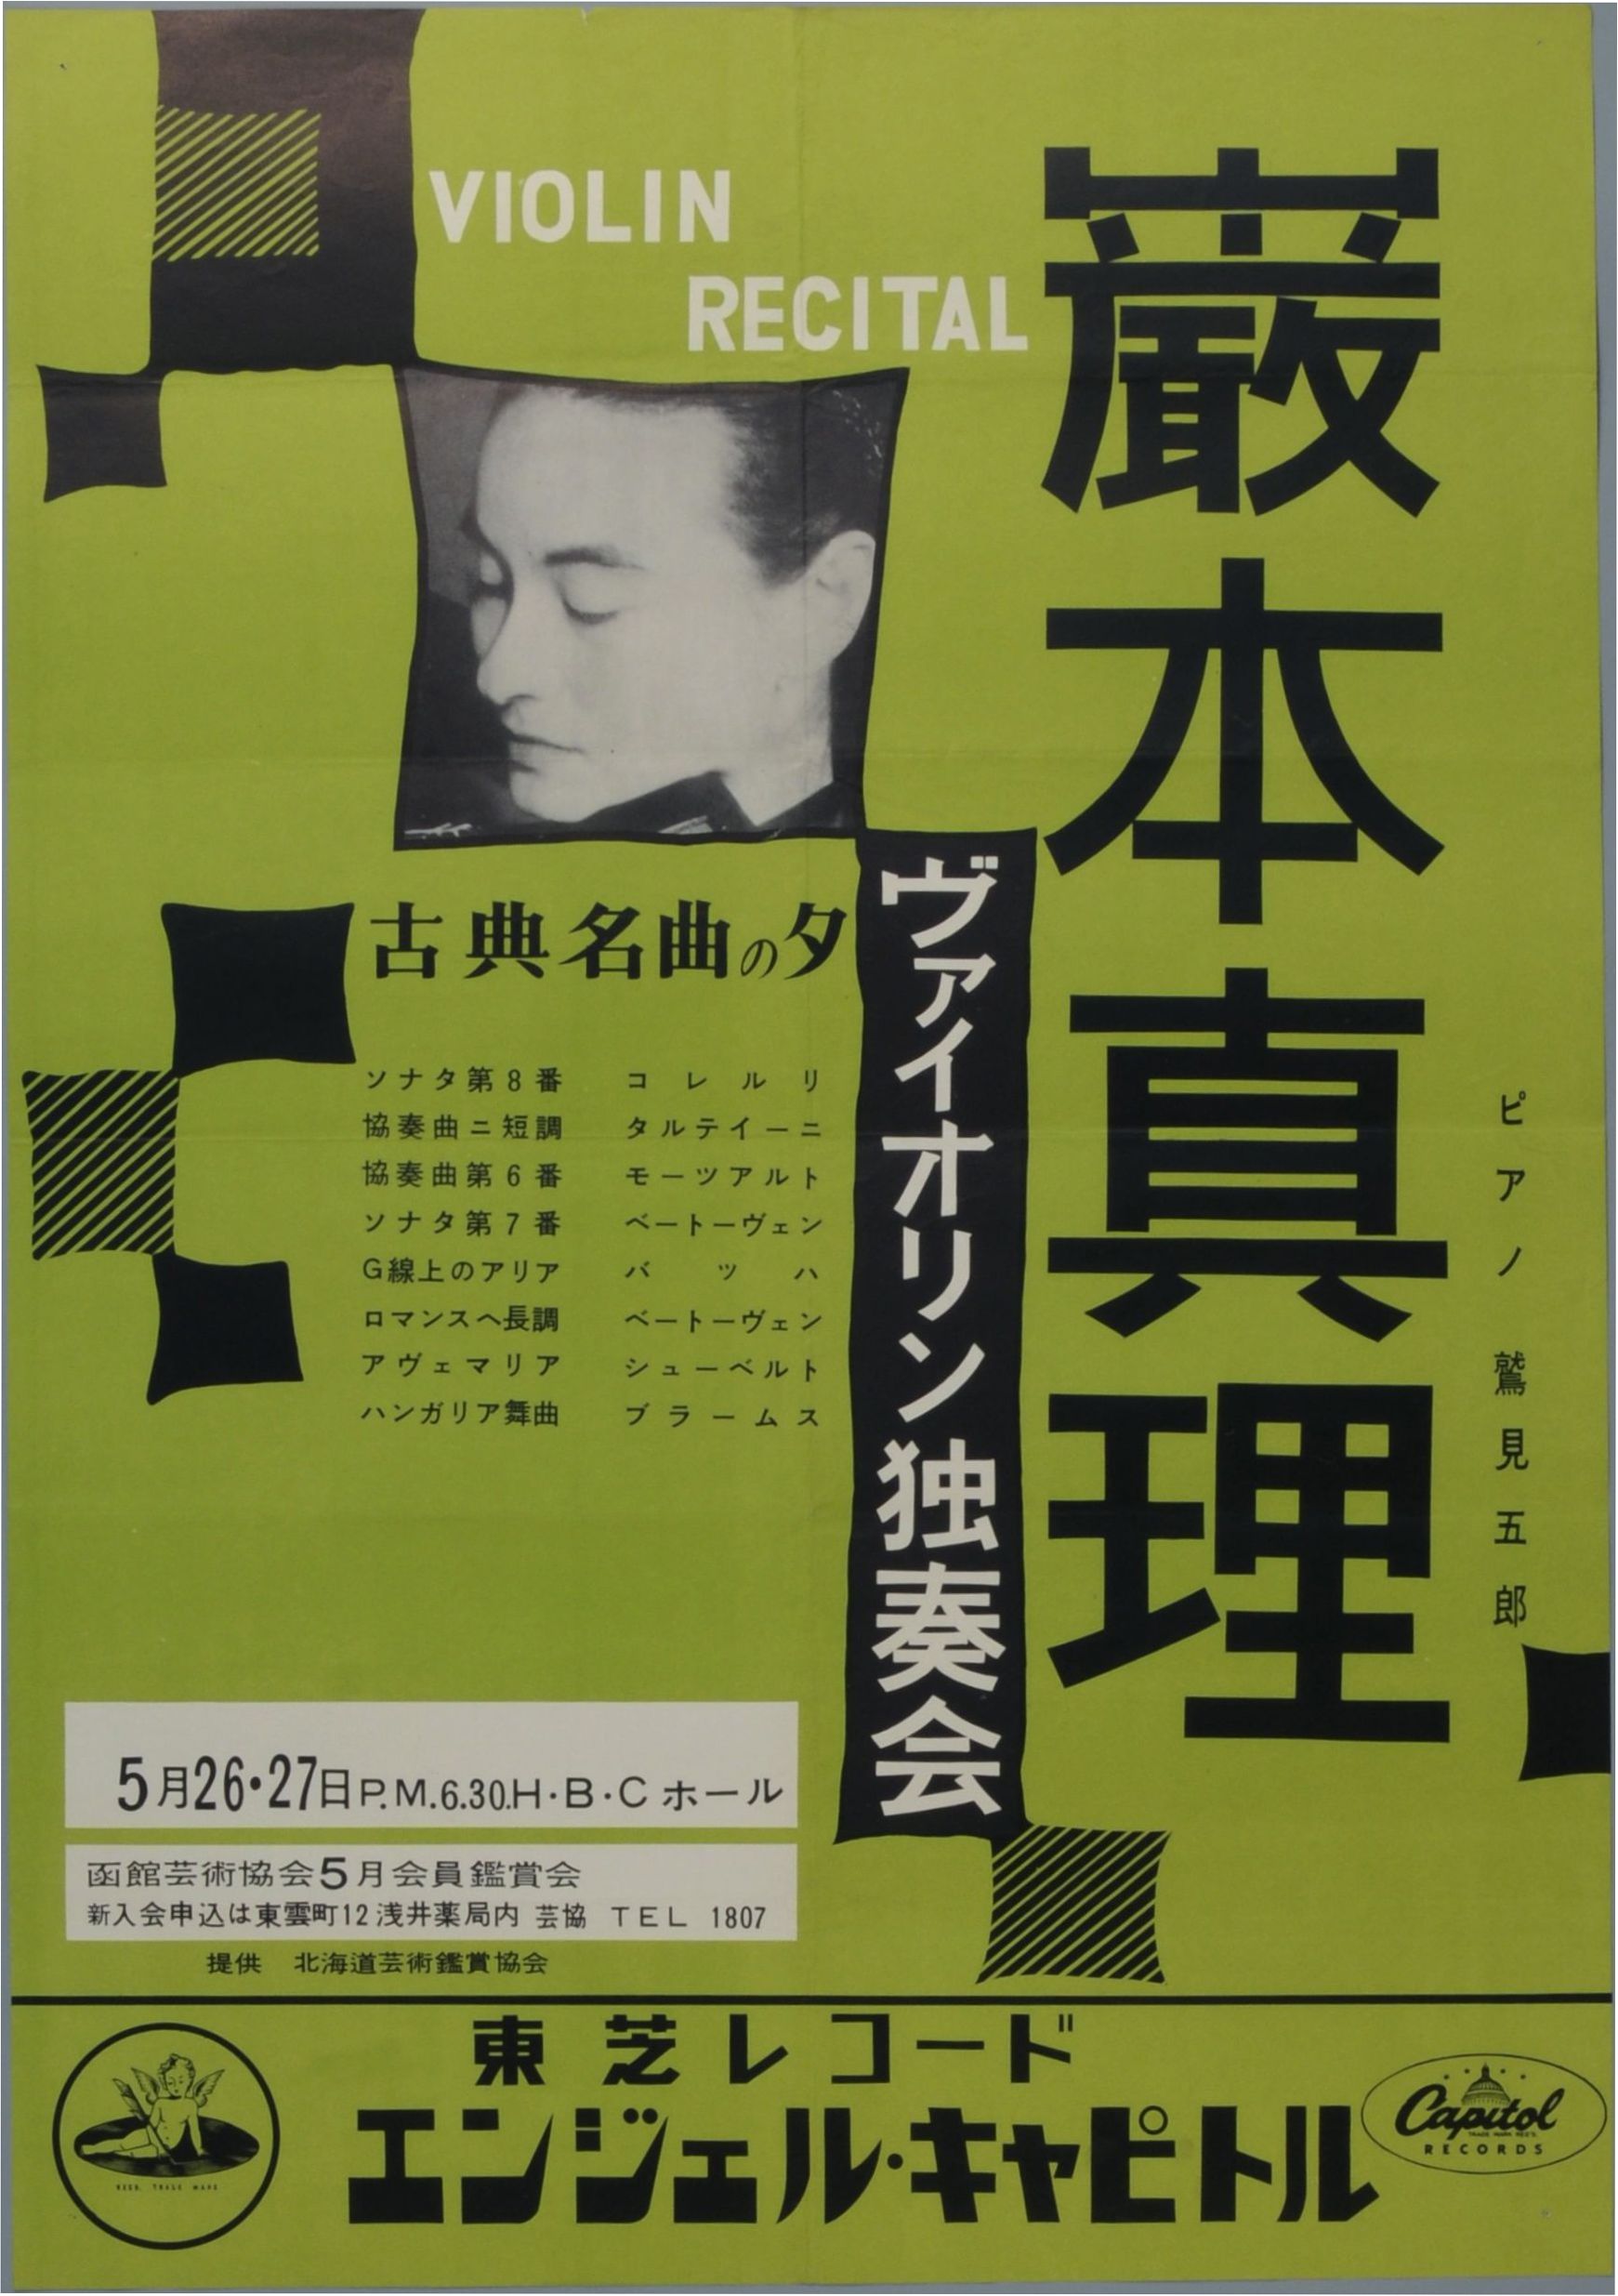 VIOLIN
RECITAL
巌本真理
ヴァイオリン独奏会
ピアノ 鷲見五郎
古典名曲の夕
ソナタ第8番 コレルリ
協奏曲ニ短調 タルテイーニ
協奏曲第6番 モーツアルト
ソナタ第7番 ベートーヴェン
G線上のアリア バッハ
ロマンスヘ長調 ベートーヴェン
アヴェマリア シューベルト
ハンガリア舞曲 ブラームス
5月26・27日P.M.6.30.H・B・Cホール
函館芸術協会5月会員鑑賞会
新入会申込は東雲町12浅井薬局内 芸協 TEL 1807
提供 北海道芸術鑑賞協会
東芝レコード
エンジェル・キャピトル
REGD. TRADE MARK
Capitol
TRADE MARK REG'D.
RECORDS